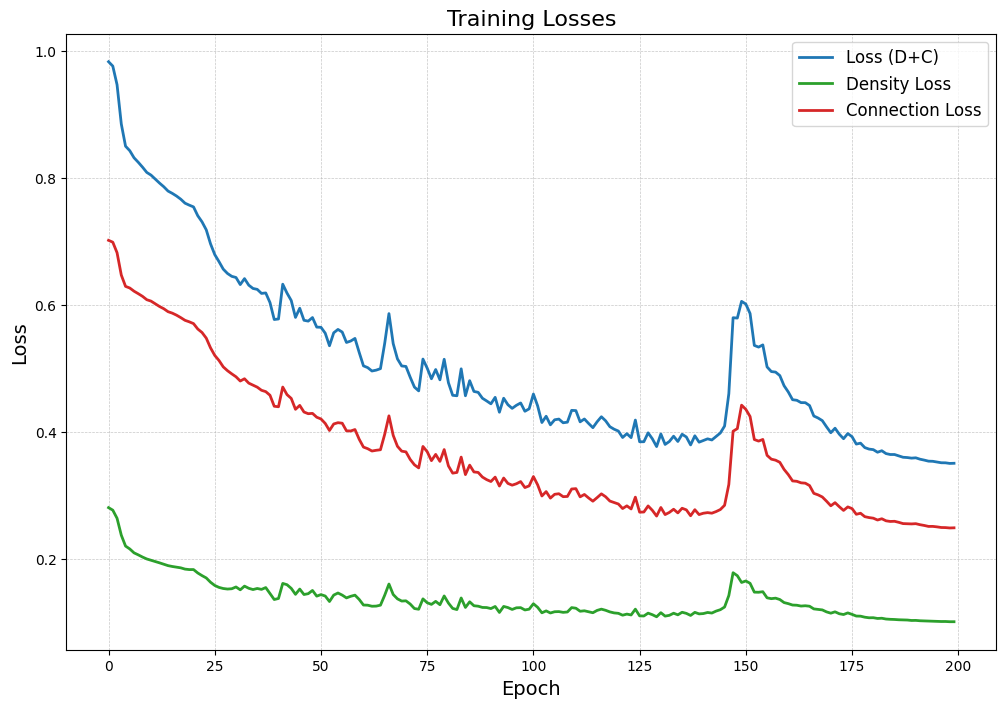 Training Losses
Loss (D+C)
Density Loss
Connection Loss
Loss
1.0
0.8
0.6
0.4
0.2
0 25 50 75 100 125 150 175 200
Epoch